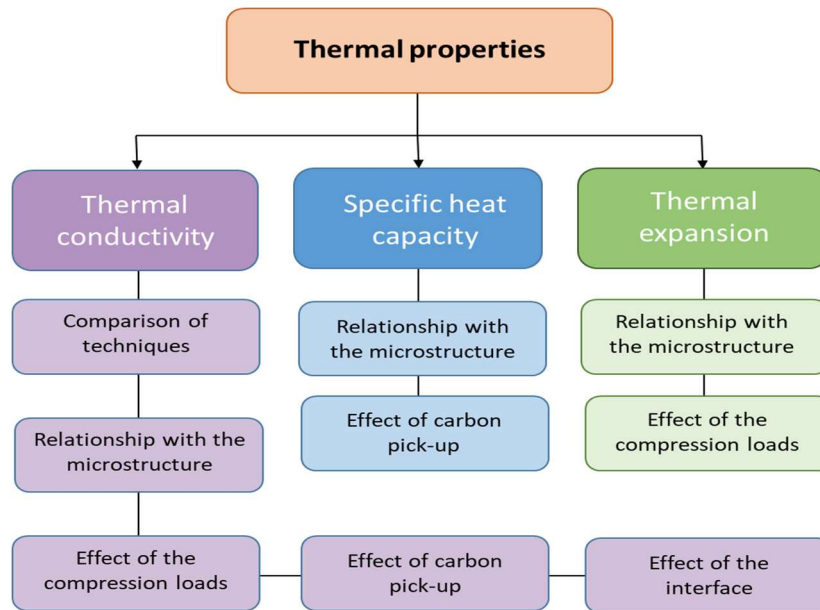 Thermal properties
Thermal
conductivity
Specific heat
capacity
Thermal
expansion
Comparison of
techniques
Relationship with
the microstructure
Relationship with
the microstructure
Effect of carbon
pick-up
Effect of the
compression loads
Relationship with the
microstructure
Effect of the
compression loads
Effect of carbon
pick-up
Effect of the
interface